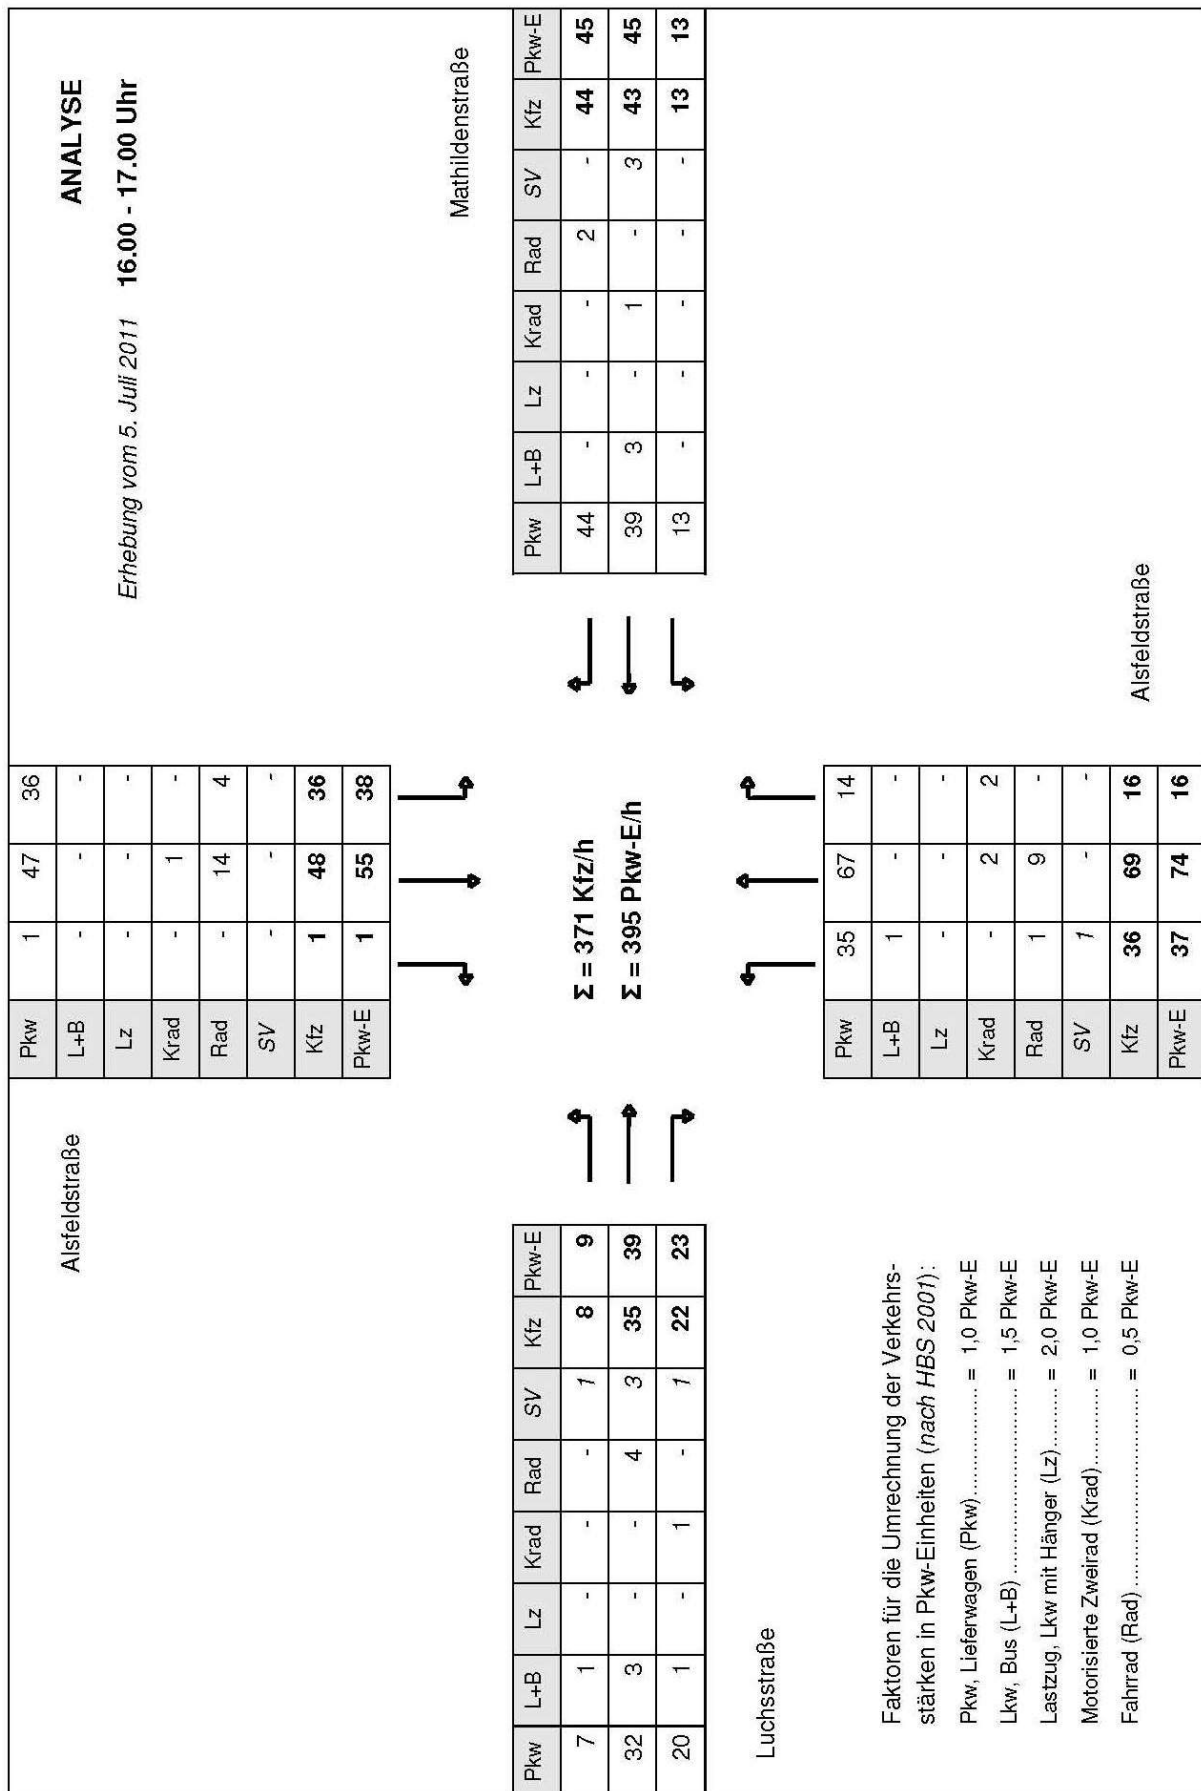 ANALYSE
Erhebung vom 5. Juli 2011 16.00 - 17.00 Uhr
Alsfeldstraße
Pkw 1 47 36
L+B - - -
Lz - - -
Krad - 1 -
Rad - 14 4
SV - - -
Kfz 1 48 36
Pkw-E 1 55 38
Mathildenstraße
Pkw L+B Lz Krad Rad SV Kfz Pkw-E
7 1 - - - 1 8 9
32 3 - - 4 3 35 39
20 1 - 1 - 1 22 23
Σ = 371 Kfz/h
Σ = 395 Pkw-E/h
Pkw L+B Lz Krad Rad SV Kfz Pkw-E
44 - - - 2 - 44 45
39 3 - 1 - 3 43 45
13 - - - - - 13 13
Luchsstraße
Pkw 35 67 14
L+B 1 - -
Lz - - -
Krad - 2 2
Rad 1 9 -
SV 1 - -
Kfz 36 69 16
Pkw-E 37 74 16
Alsfeldstraße
Faktoren für die Umrechnung der Verkehrs-
stärken in Pkw-Einheiten (nach HBS 2001):
Pkw, Lieferwagen (Pkw)................. = 1,0 Pkw-E
Lkw, Bus (L+B) ............................. = 1,5 Pkw-E
Lastzug, Lkw mit Hänger (Lz).......... = 2,0 Pkw-E
Motorisierte Zweirad (Krad)............. = 1,0 Pkw-E
Fahrrad (Rad) ................................ = 0,5 Pkw-E